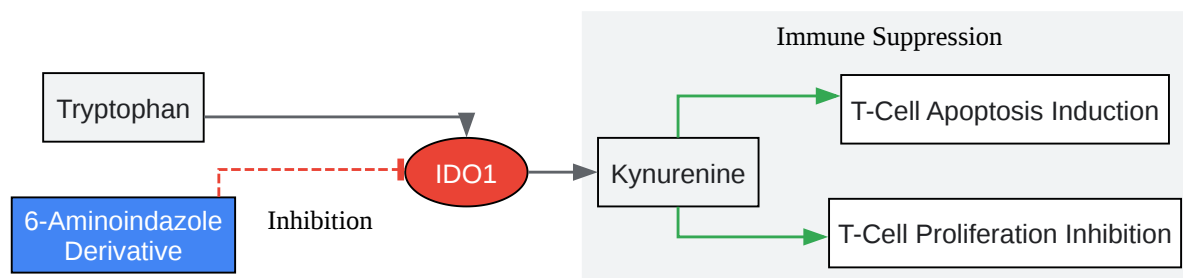 Immune Suppression
Tryptophan
T-Cell Apoptosis Induction
IDO1
Kynurenine
6-Aminoindazole
Derivative
Inhibition
T-Cell Proliferation Inhibition